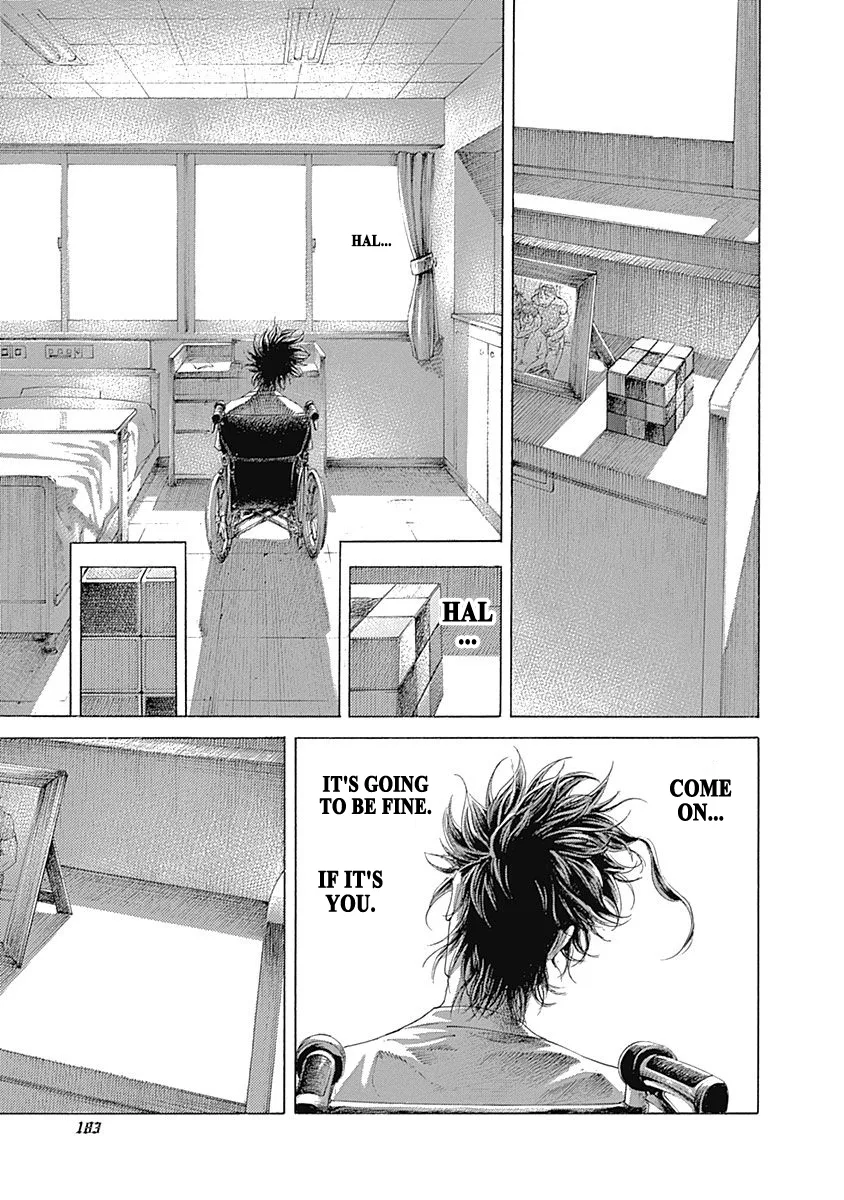 HAL...
HAL
...
COME
ON...
IT'S GOING
TO BE FINE.
IF IT'S
YOU.
183